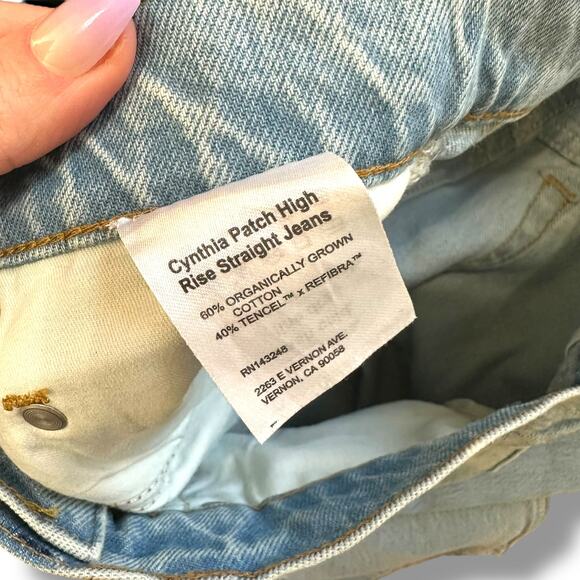 Cynthia Patch High
Rise Straight Jeans
60% ORGANICALLY GROWN
COTTON
40% TENCEL™ x REFIBRA™
RN143248
2263 E VERNON AVE.
VERNON, CA 90058